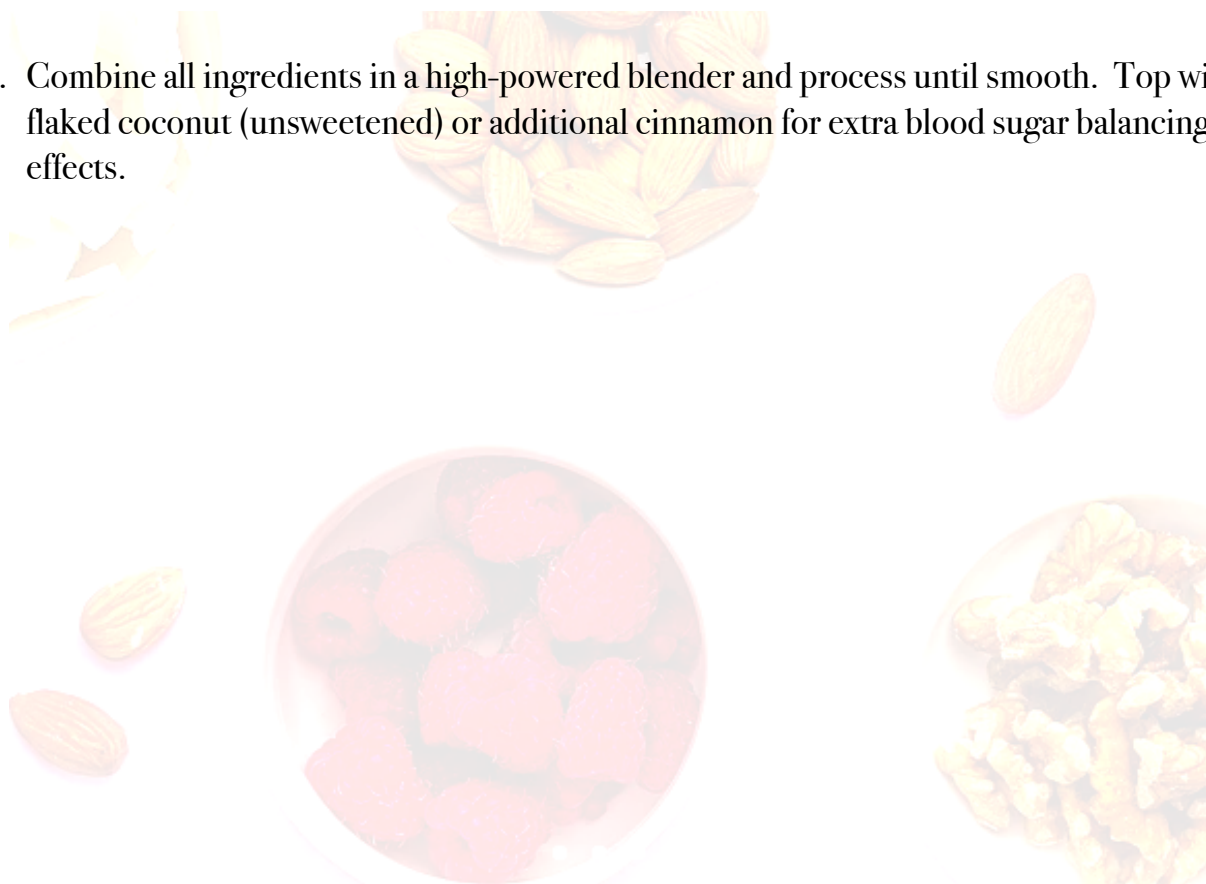 . Combine all ingredients in a high-powered blender and process until smooth. Top wi
flaked coconut (unsweetened) or additional cinnamon for extra blood sugar balancing
effects.